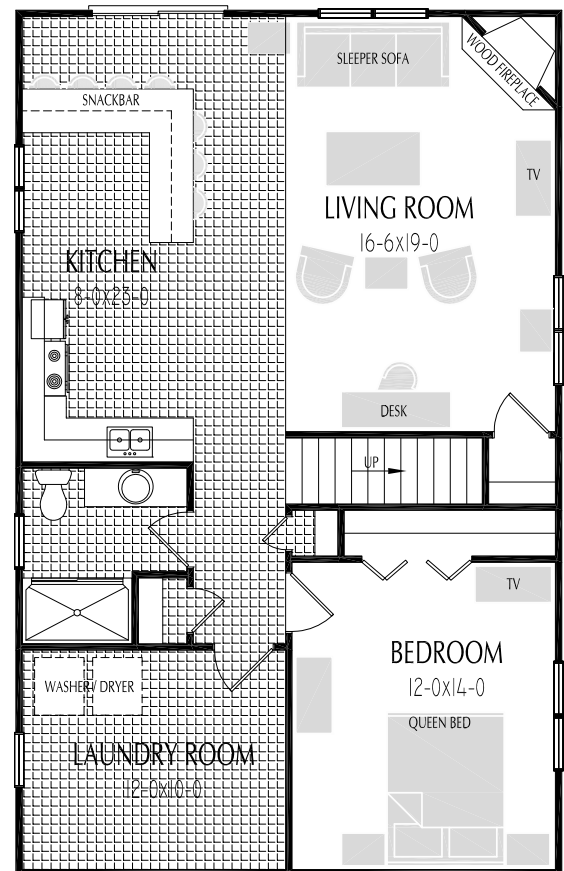 SLEEPER SOFA
WOOD FIREPLACE
SNACKBAR
TV
LIVING ROOM
16-6x19-0
KITCHEN
8-0x23-0
DESK
UP
TV
BEDROOM
12-0x14-0
WASHER/ DRYER
QUEEN BED
LAUNDRY ROOM
12-0x10-0